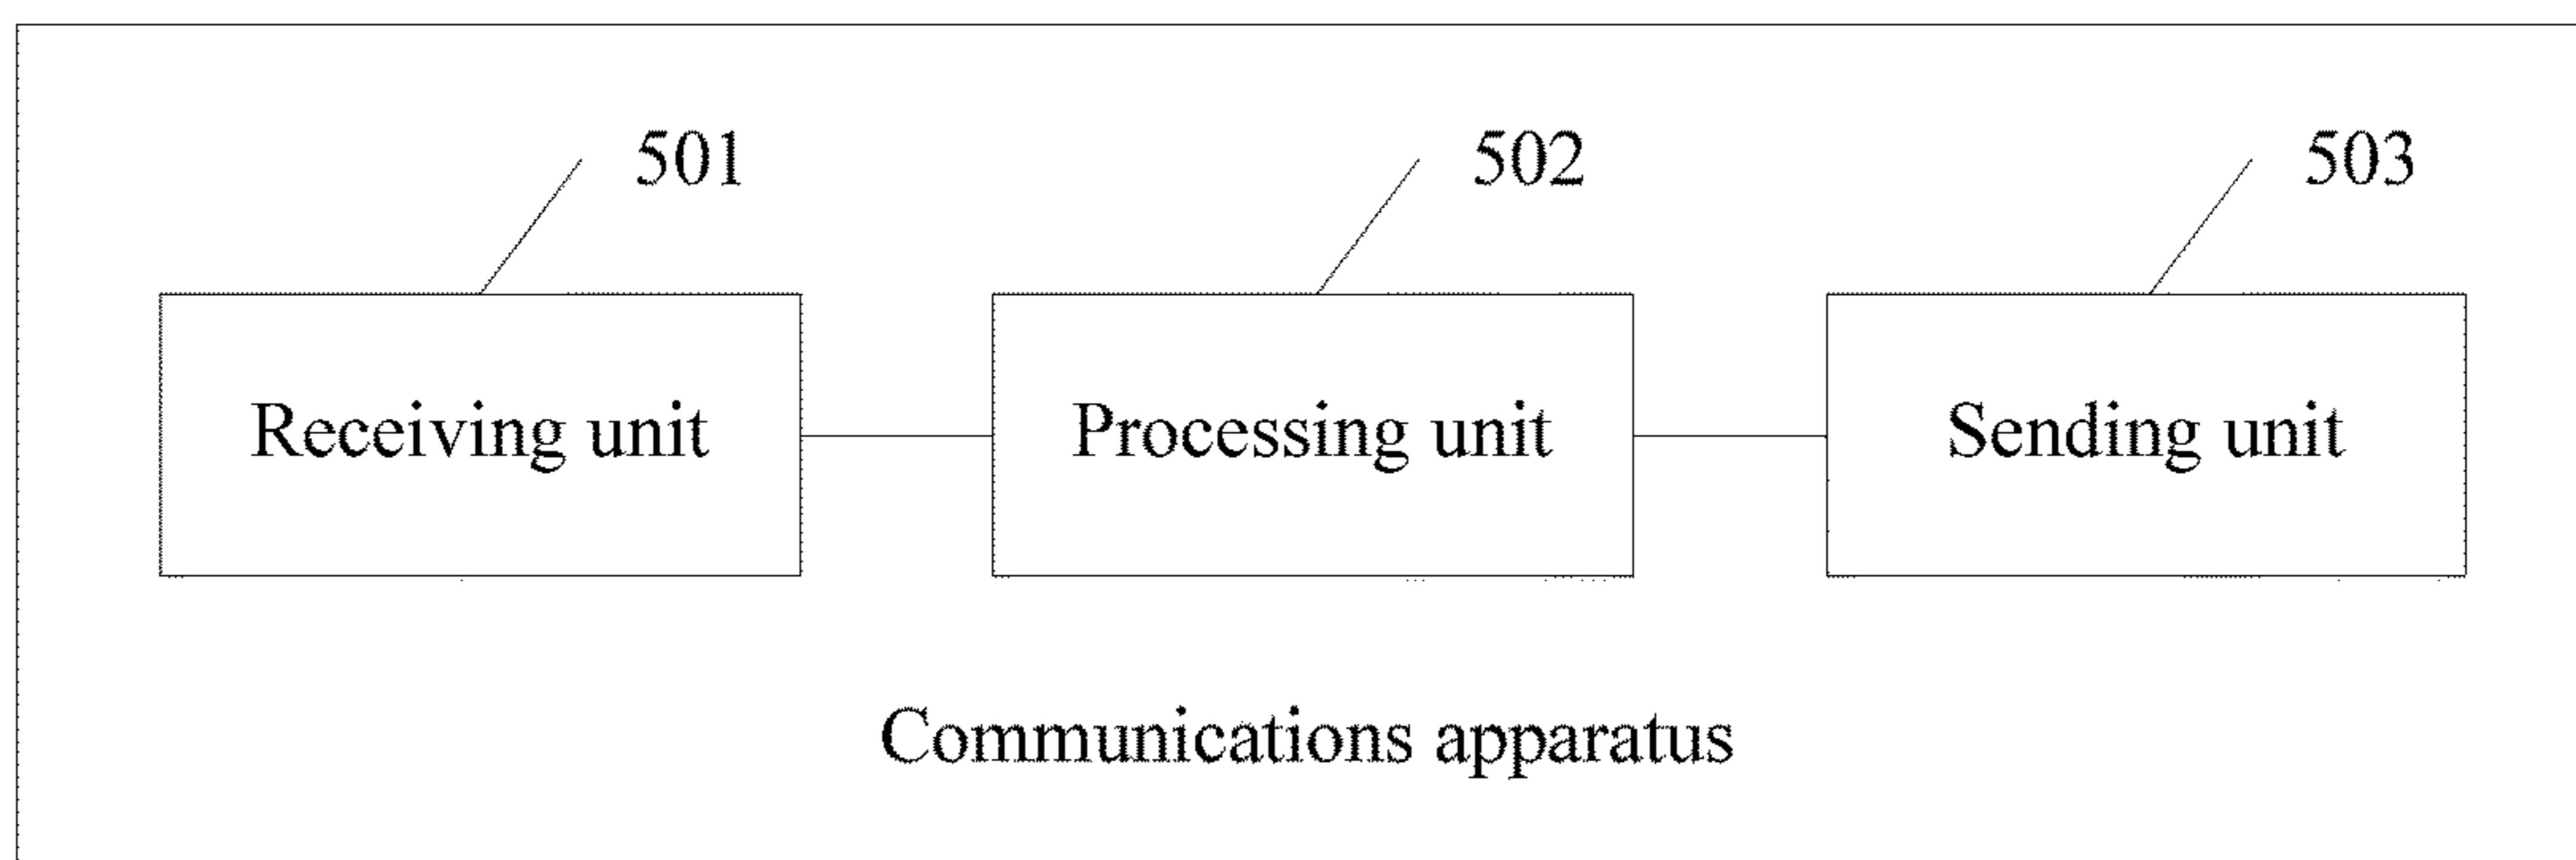 501 502 503
Receiving unit Processing unit Sending unit
Communications apparatus